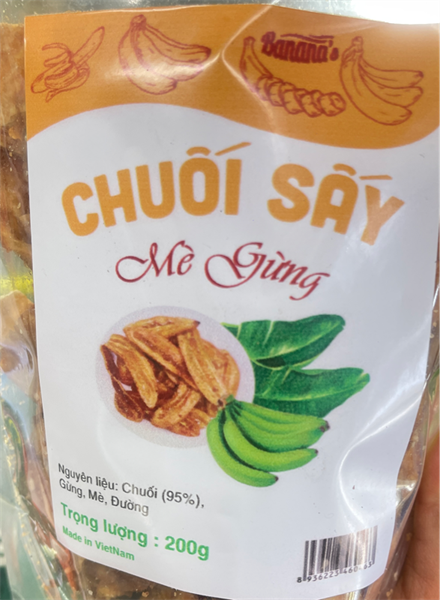 Banana's
CHUỐI SẤY
Mè Gừng
Nguyên liệu: Chuối (95%),
Gừng, Mè, Đường
Trọng lượng : 200g
Made in VietNam